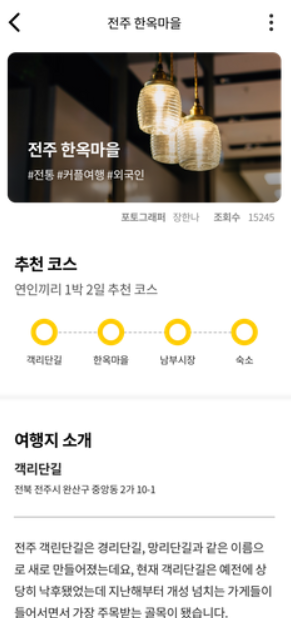 전주 한옥마을
전주 한옥마을
#전통 #커플여행 #외국인
포토그래퍼 장한나 조회수 15245
추천 코스
연인끼리 1박 2일 추천 코스
객리단길 한옥마을 남부시장 숙소
여행지 소개
객리단길
전북 전주시 완산구 중앙동 2가 10-1
전주 객린단길은 경리단길, 망리단길과 같은 이름으
로 새로 만들어졌는데요, 현재 객리단길은 예전에 상
당히 낙후됐었는데 지난해부터 개성 넘치는 가게들이
들어서면서 가장 주목받는 골목이 됐습니다.